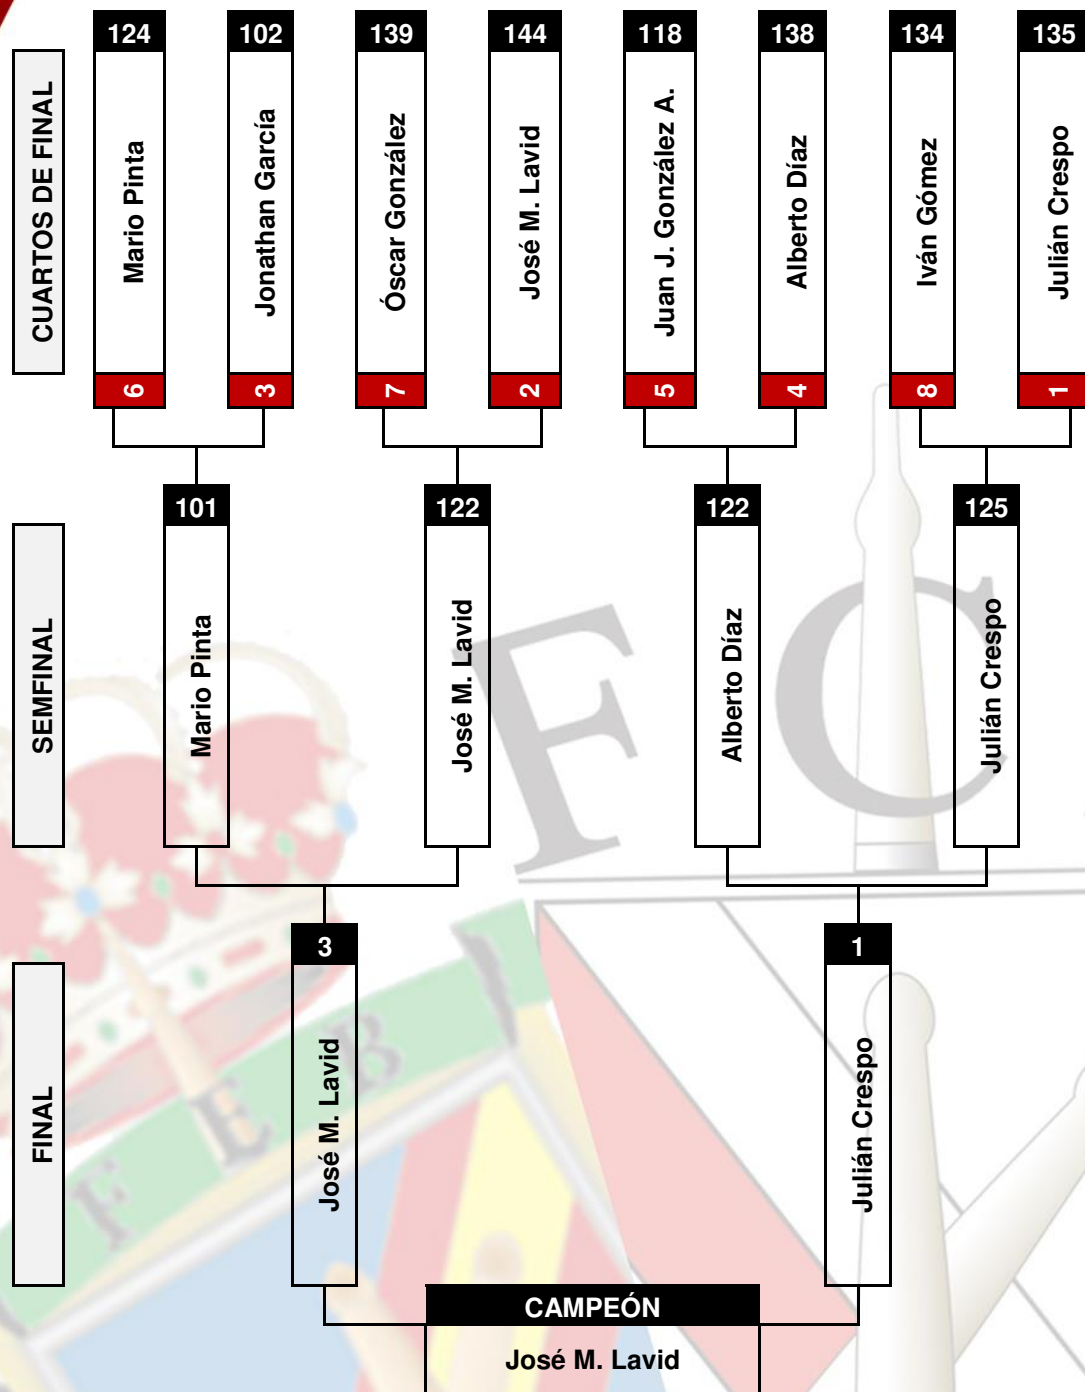 124 102 139 144 118 138 134 135
CUARTOS DE FINAL
Mario Pinta
Jonathan García
Óscar González
José M. Lavid
Juan J. González A.
Alberto Díaz
Iván Gómez
Julián Crespo
6 3 7 2 5 4 8 1
101 122 122 125
SEMFINAL
Mario Pinta
José M. Lavid
Alberto Díaz
Julián Crespo
F C
3 1
FINAL
José M. Lavid
Julián Crespo
F E B
CAMPEÓN
José M. Lavid